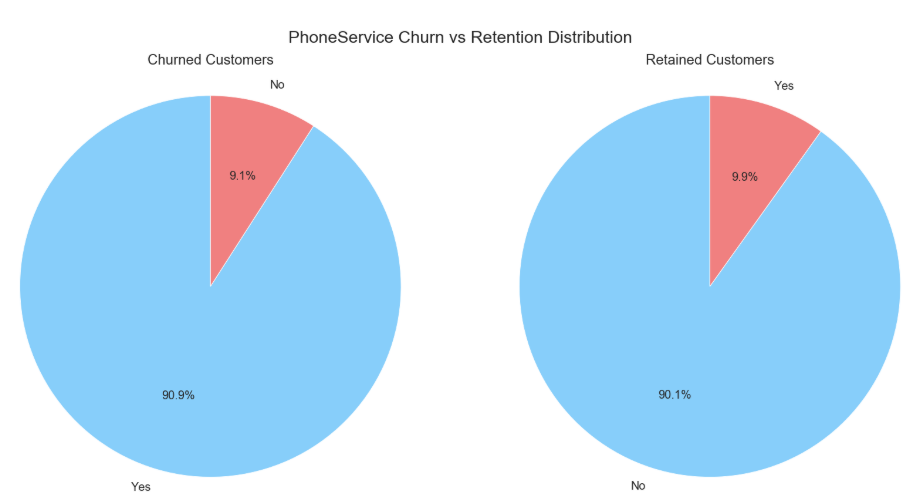 PhoneService Churn vs Retention Distribution
Churned Customers
Retained Customers
No
Yes
9.1%
9.9%
90.9%
90.1%
Yes
No